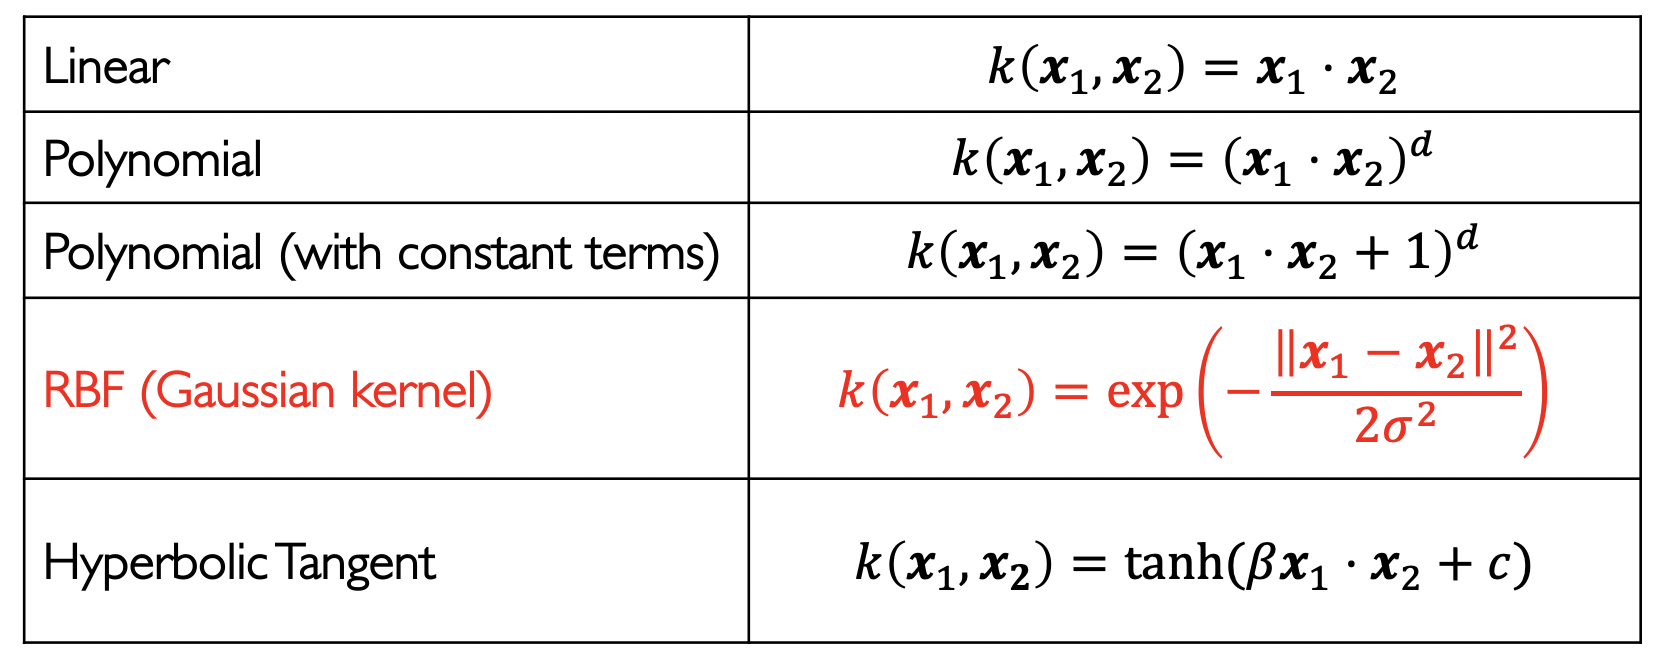 Linear k(𝒙₁, 𝒙₂) = 𝒙₁ · 𝒙₂
Polynomial k(𝒙₁, 𝒙₂) = (𝒙₁ · 𝒙₂)ᵈ
Polynomial (with constant terms) k(𝒙₁, 𝒙₂) = (𝒙₁ · 𝒙₂ + 1)ᵈ
RBF (Gaussian kernel) k(𝒙₁, 𝒙₂) = exp(−‖𝒙₁ − 𝒙₂‖² / 2σ²)
Hyperbolic Tangent k(𝒙₁, 𝒙₂) = tanh(β𝒙₁ · 𝒙₂ + c)